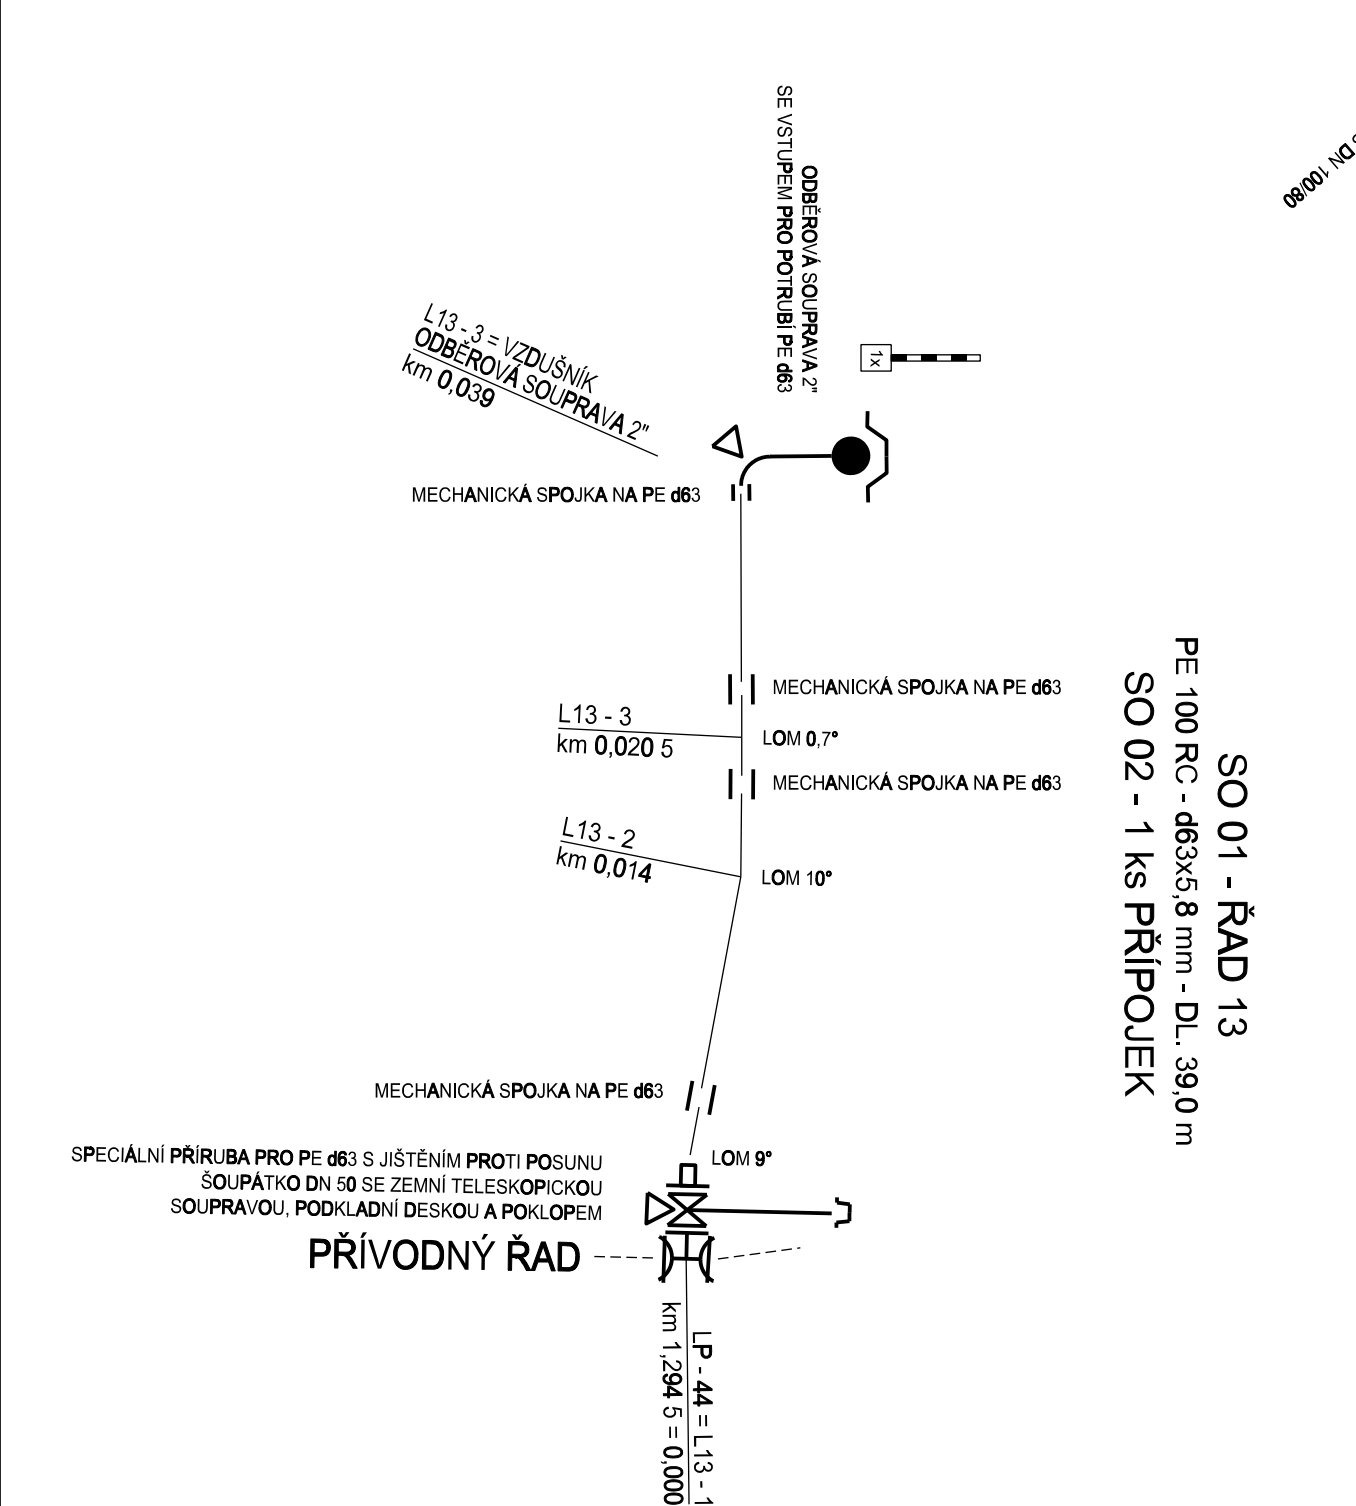 DN 100/80
ODBĚROVÁ SOUPRAVA 2"
SE VSTUPEM PRO POTRUBÍ PE d63
1x
L13 - 3 = VZDUŠNÍK
ODBĚROVÁ SOUPRAVA 2"
km 0,039
MECHANICKÁ SPOJKA NA PE d63
MECHANICKÁ SPOJKA NA PE d63
L13 - 3
km 0,020 5
LOM 0,7°
MECHANICKÁ SPOJKA NA PE d63
L13 - 2
km 0,014
LOM 10°
SO 01 - ŘAD 13
PE 100 RC - d63x5,8 mm - DL. 39,0 m
SO 02 - 1 ks PŘÍPOJEK
MECHANICKÁ SPOJKA NA PE d63
LOM 9°
SPECIÁLNÍ PŘÍRUBA PRO PE d63 S JIŠTĚNÍM PROTI POSUNU
ŠOUPÁTKO DN 50 SE ZEMNÍ TELESKOPICKOU
SOUPRAVOU, PODKLADNÍ DESKOU A POKLOPEM
PŘÍVODNÝ ŘAD
LP - 44 = L13 - 1
km 1,294 5 = 0,000